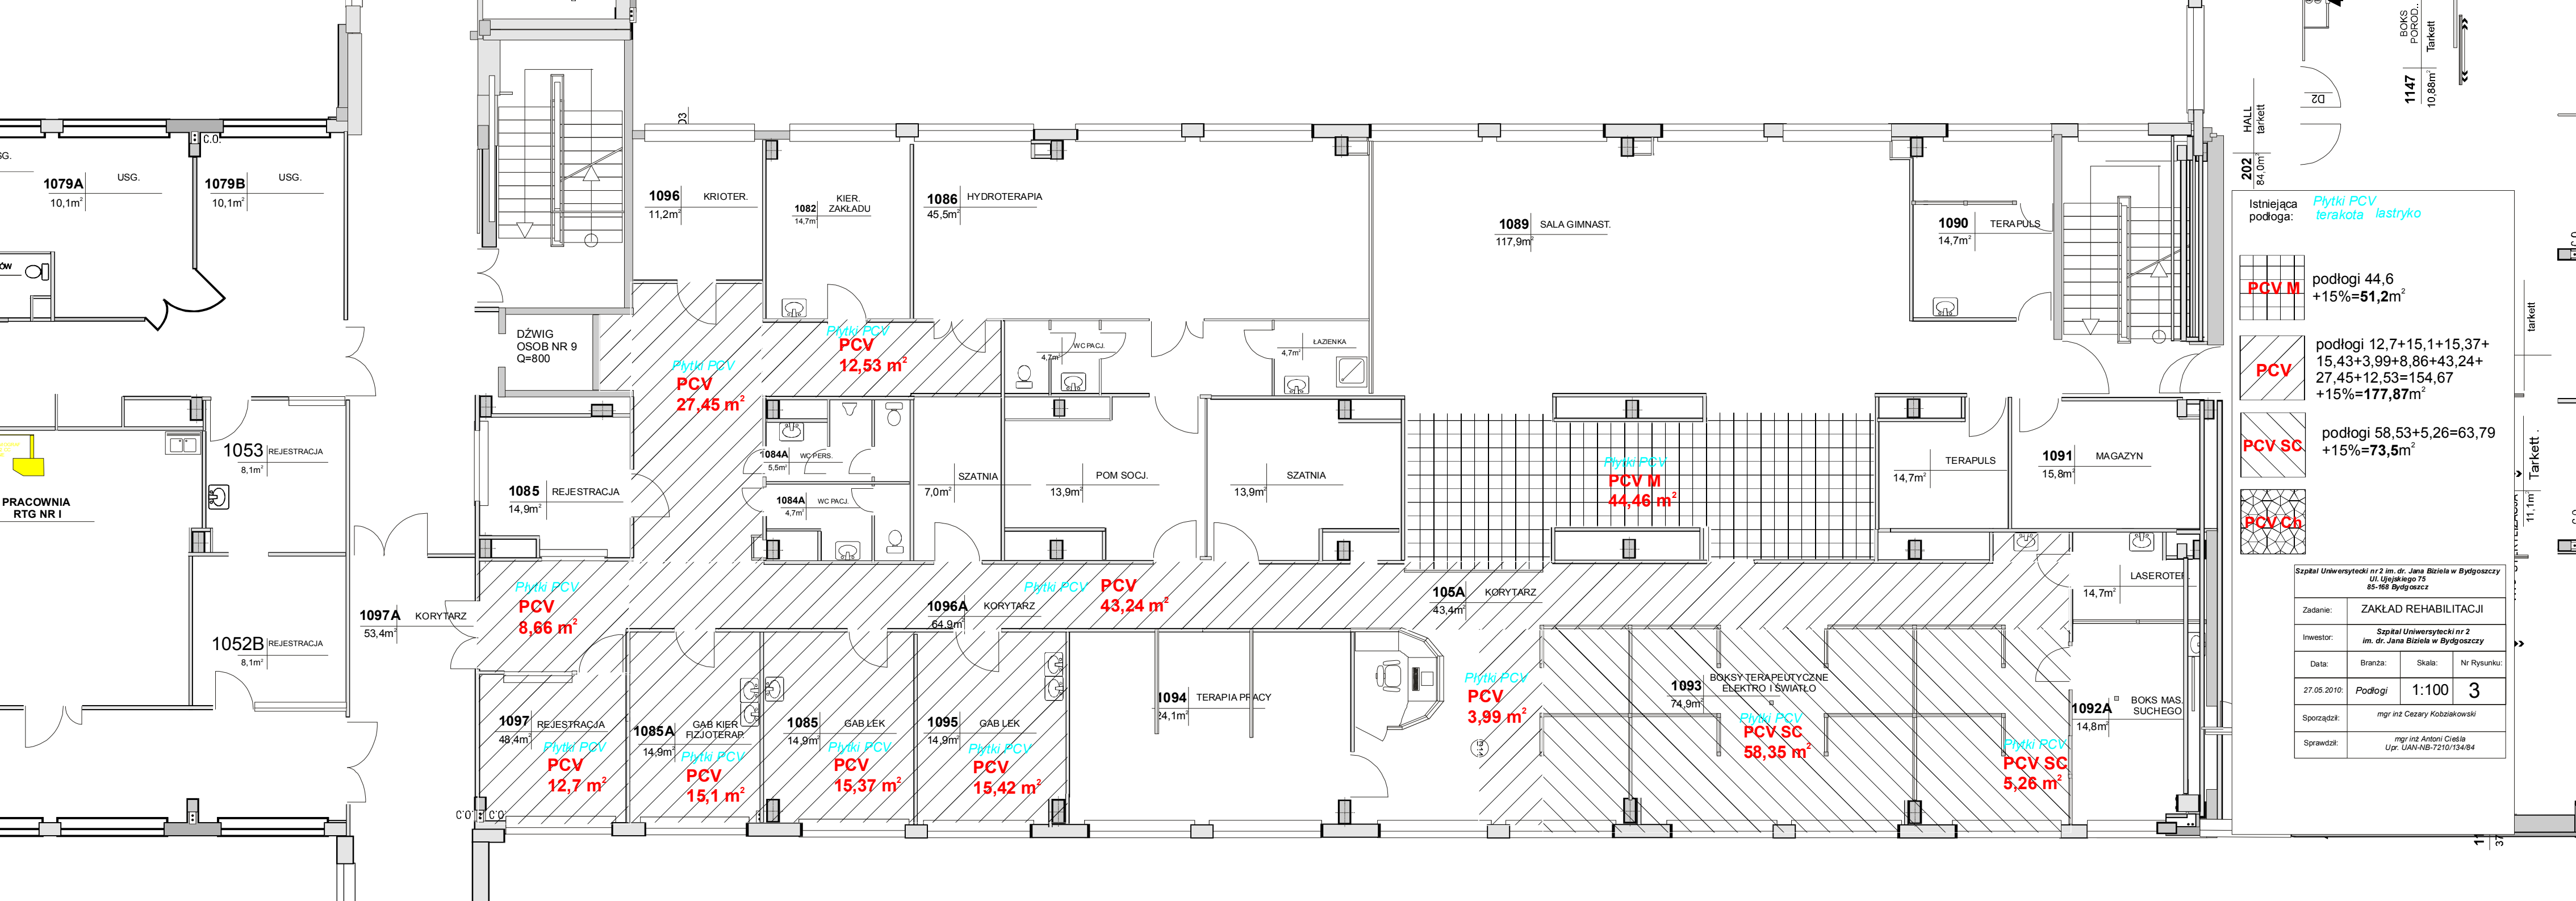 C.O.
USG.
1079A
10,1m²
USG.
1079B
10,1m²
DŹWIG
OSOB NR 9
Q=800
1053 REJESTRACJA
8,1m²
PRACOWNIA
RTG NR I
1052B REJESTRACJA
8,1m²
1097A KORYTARZ
53,4m²
1096 KRIOTER.
11,2m²
1082 KIER.
ZAKŁADU
14,7m²
1086 HYDROTERAPIA
45,5m²
1089 SALA GIMNAST.
117,9m²
1090 TERAPULS
14,7m²
Płytki PCV
PCV
27,45 m²
Płytki PCV
PCV
12,53 m²
WC PACJ.
4,7m²
ŁAZIENKA
4,7m²
1085 REJESTRACJA
14,9m²
1084A WC PERS.
5,5m²
1084A WC PACJ.
4,7m²
SZATNIA
7,0m²
POM SOCJ.
13,9m²
SZATNIA
13,9m²
Płytki PCV
PCV M
44,46 m²
TERAPULS
14,7m²
1091 MAGAZYN
15,8m²
Płytki PCV
PCV
8,66 m²
1096A KORYTARZ
64,9m²
Płytki PCV PCV
43,24 m²
105A KORYTARZ
43,4m²
LASEROTER.
14,7m²
1097 REJESTRACJA
48,4m²
Płytki PCV
PCV
12,7 m²
1085A GAB KIER
FIZJOTERAP.
14,9m²
Płytki PCV
PCV
15,1 m²
1085 GAB LEK
14,9m²
Płytki PCV
PCV
15,37 m²
1095 GAB LEK
14,9m²
Płytki PCV
PCV
15,42 m²
1094 TERAPIA PRACY
24,1m²
Płytki PCV
PCV
3,99 m²
1093 BOKSY TERAPEUTYCZNE
ELEKTRO I ŚWIATŁO
74,9m²
Płytki PCV
PCV SC
58,35 m²
Płytki PCV
PCV SC
5,26 m²
1092A BOKS MAS.
SUCHEGO
14,8m²
C.O.
C.O.
202 HALL
84,0m² tarkett
D2
1147 BOKS
POROD..
10,88m² Tarkett
Istniejąca
podłoga:
Płytki PCV
terakota lastryko
PCV M
podłogi 44,6
+15%=51,2m²
PCV
podłogi 12,7+15,1+15,37+
15,43+3,99+8,86+43,24+
27,45+12,53=154,67
+15%=177,87m²
PCV SC
podłogi 58,53+5,26=63,79
+15%=73,5m²
PCV Ch
tarkett
Tarkett .
11,1m²
Szpital Uniwersytecki nr 2 im. dr. Jana Biziela w Bydgoszczy
Ul. Ujejskiego 75
85-168 Bydgoszcz
Zadanie: ZAKŁAD REHABILITACJI
Inwestor: Szpital Uniwersytecki nr 2
im. dr. Jana Biziela w Bydgoszczy
Data: Branża: Skala: Nr Rysunku:
27.05.2010: Podłogi 1:100 3
Sporządził: mgr inż Cezary Kobziakowski
Sprawdził: mgr inż Antoni Cieśla
Upr. UAN-NB-7210/134/84